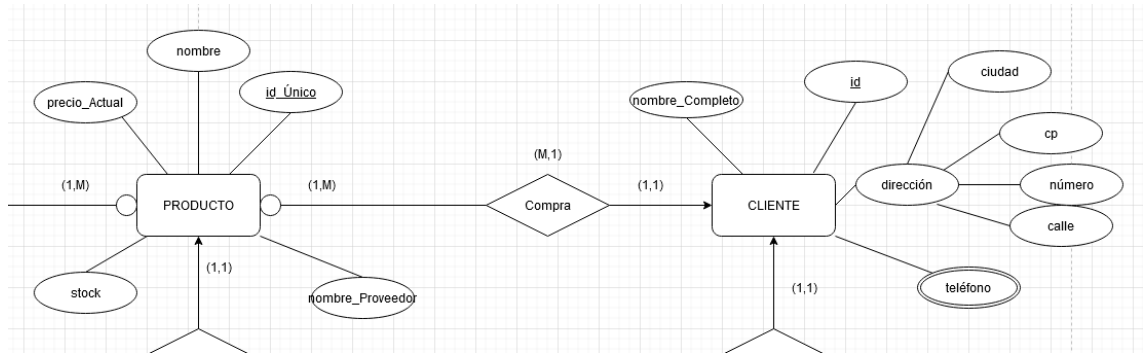 nombre
id_Único
precio_Actual
(1,M)
PRODUCTO
(1,M)
stock
(1,1)
nombre_Proveedor
(M,1)
Compra
(1,1)
nombre_Completo
id
ciudad
cp
CLIENTE
dirección
número
calle
(1,1)
teléfono